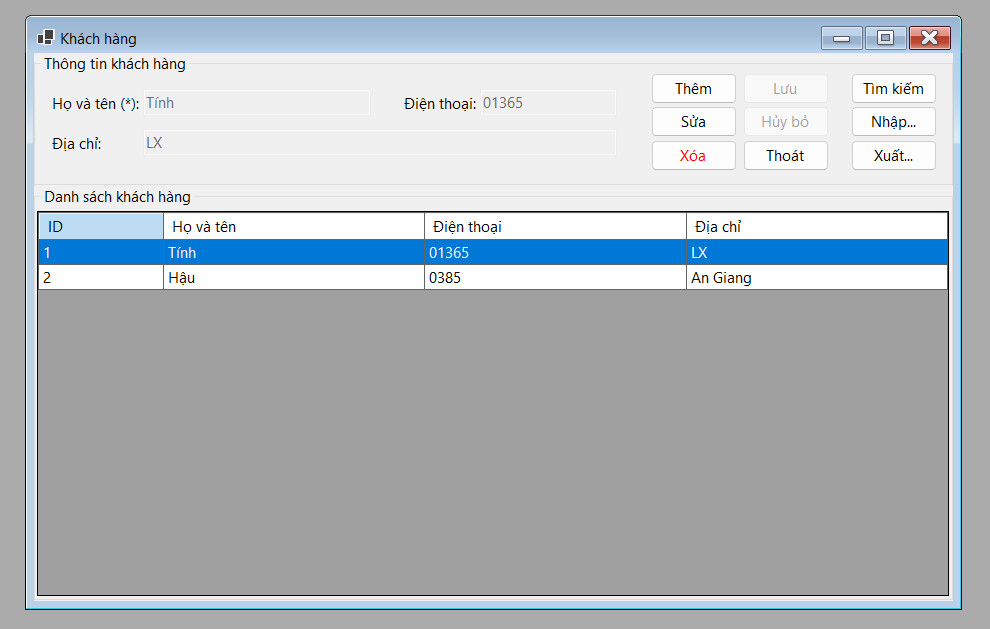 Khách hàng
Thông tin khách hàng
Họ và tên (*): Tính Điện thoại: 01365
Địa chỉ: LX
Thêm Lưu Tìm kiếm
Sửa Hủy bỏ Nhập...
Xóa Thoát Xuất...
Danh sách khách hàng
ID Họ và tên Điện thoại Địa chỉ
1 Tính 01365 LX
2 Hậu 0385 An Giang